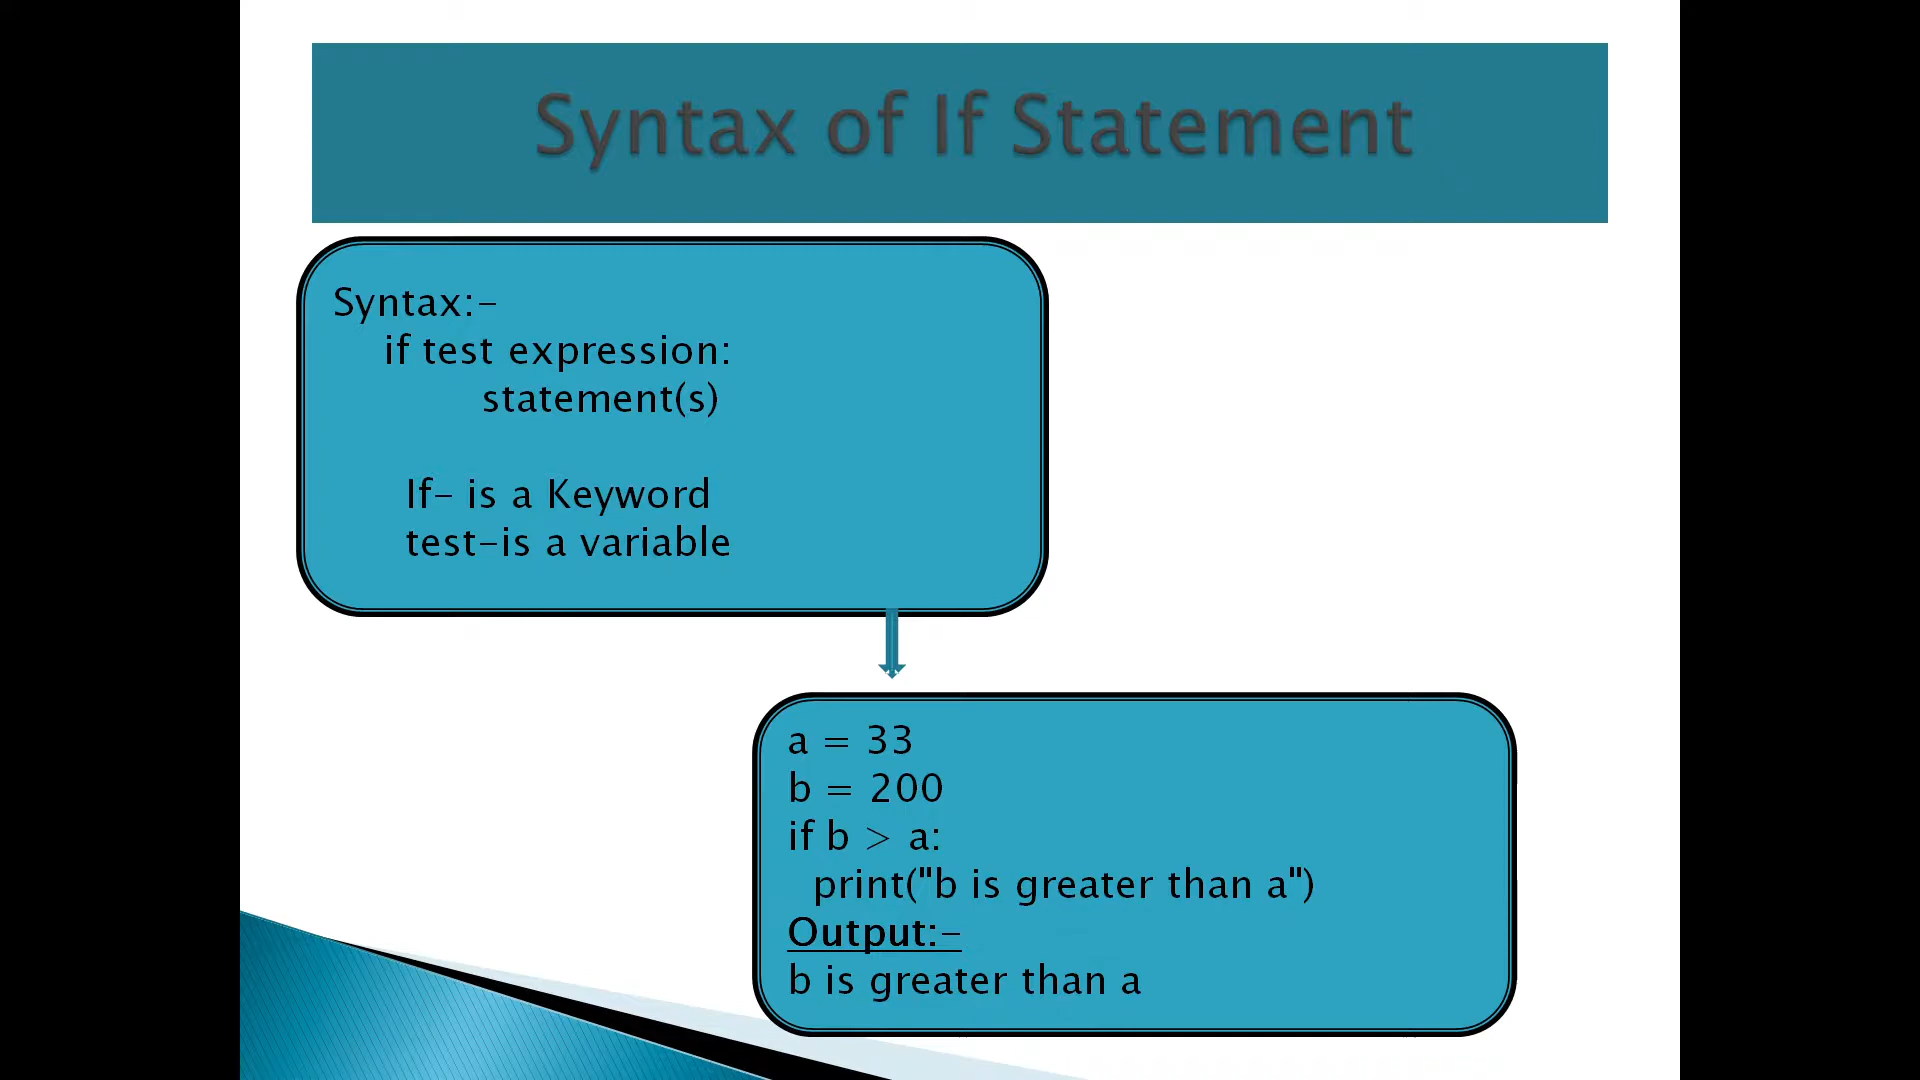 Syntax of If Statement
Syntax:-
if test expression:
statement(s)
If- is a Keyword
test-is a variable
a = 33
b = 200
if b > a:
print("b is greater than a")
Output:-
b is greater than a